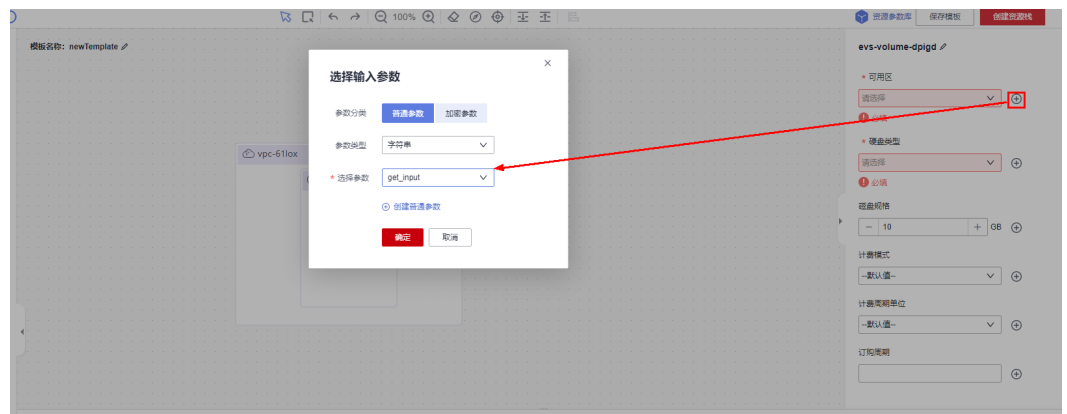 100%
资源参数库
保存模板
创建资源栈
模板名称：newTemplate
evs-volume-dpigd
选择输入参数
参数分类
普通参数
加密参数
参数类型
字符串
* 选择参数
get_input
创建普通参数
确定
取消
vpc-61lox
* 可用区
请选择
必填
* 硬盘类型
请选择
必填
磁盘规格
10
GB
计费模式
--默认值--
计费周期单位
--默认值--
订购周期